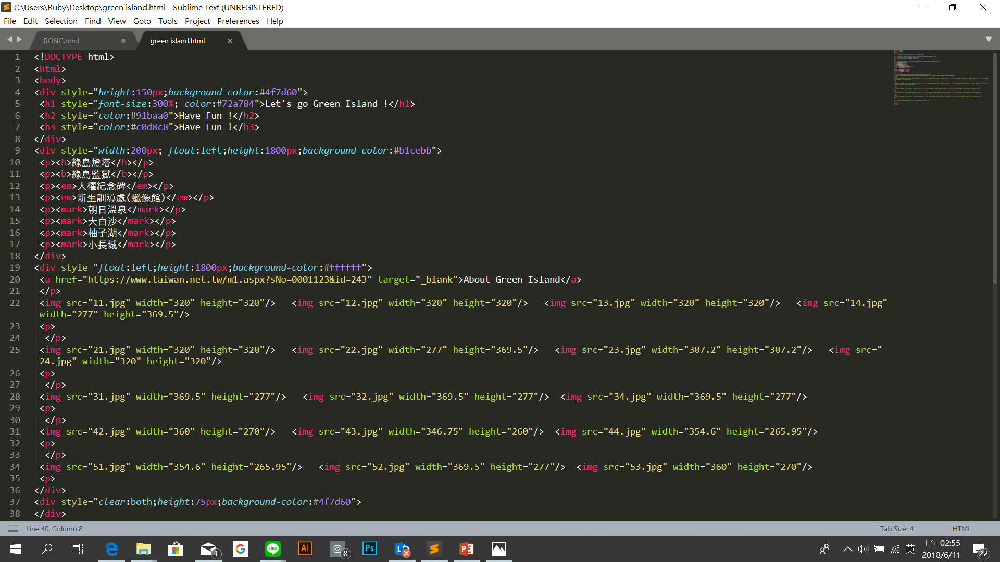 C:\Users\Ruby\Desktop\green island.html - Sublime Text (UNREGISTERED)
File Edit Selection Find View Goto Tools Project Preferences Help
RONG.html green island.html
1 <!DOCTYPE html>
2 <html>
3 <body>
4 <div style="height:150px;background-color:#4f7d60">
5 <h1 style="font-size:300%; color:#72a784">Let's go Green Island !</h1>
6 <h2 style="color:#91baa0">Have Fun !</h2>
7 <h3 style="color:#c0d8c8">Have Fun !</h3>
8 </div>
9 <div style="width:200px; float:left;height:1800px;background-color:#b1cebb">
10 <p><b>綠島燈塔</b></p>
11 <p><b>綠島監獄</b></p>
12 <p><em>人權紀念碑</em></p>
13 <p><em>新生訓導處(蠟像館)</em></p>
14 <p><mark>朝日溫泉</mark></p>
15 <p><mark>大白沙</mark></p>
16 <p><mark>柚子湖</mark></p>
17 <p><mark>小長城</mark></p>
18 </div>
19 <div style="float:left;height:1800px;background-color:#ffffff">
20 <a href="https://www.taiwan.net.tw/m1.aspx?sNo=0001123&id=243" target="_blank">About Green Island</a>
21 </p>
22 <img src="11.jpg" width="320" height="320"/> <img src="12.jpg" width="320" height="320"/> <img src="13.jpg" width="320" height="320"/> <img src="14.jpg"
width="277" height="369.5"/>
23 <p>
24 </p>
25 <img src="21.jpg" width="320" height="320"/> <img src="22.jpg" width="277" height="369.5"/> <img src="23.jpg" width="307.2" height="307.2"/> <img src="
24.jpg" width="320" height="320"/>
26 <p>
27 </p>
28 <img src="31.jpg" width="369.5" height="277"/> <img src="32.jpg" width="369.5" height="277"/> <img src="34.jpg" width="369.5" height="277"/>
29 <p>
30 </p>
31 <img src="42.jpg" width="360" height="270"/> <img src="43.jpg" width="346.75" height="260"/> <img src="44.jpg" width="354.6" height="265.95"/>
32 <p>
33 </p>
34 <img src="51.jpg" width="354.6" height="265.95"/> <img src="52.jpg" width="369.5" height="277"/> <img src="53.jpg" width="360" height="270"/>
35 <p>
36 </div>
37 <div style="clear:both;height:75px;background-color:#4f7d60">
38 </div>
Line 40, Column 8 Tab Size: 4 HTML
1 G LINE Ai 8 Ps L P 英 上午 02:55
2018/6/11 22